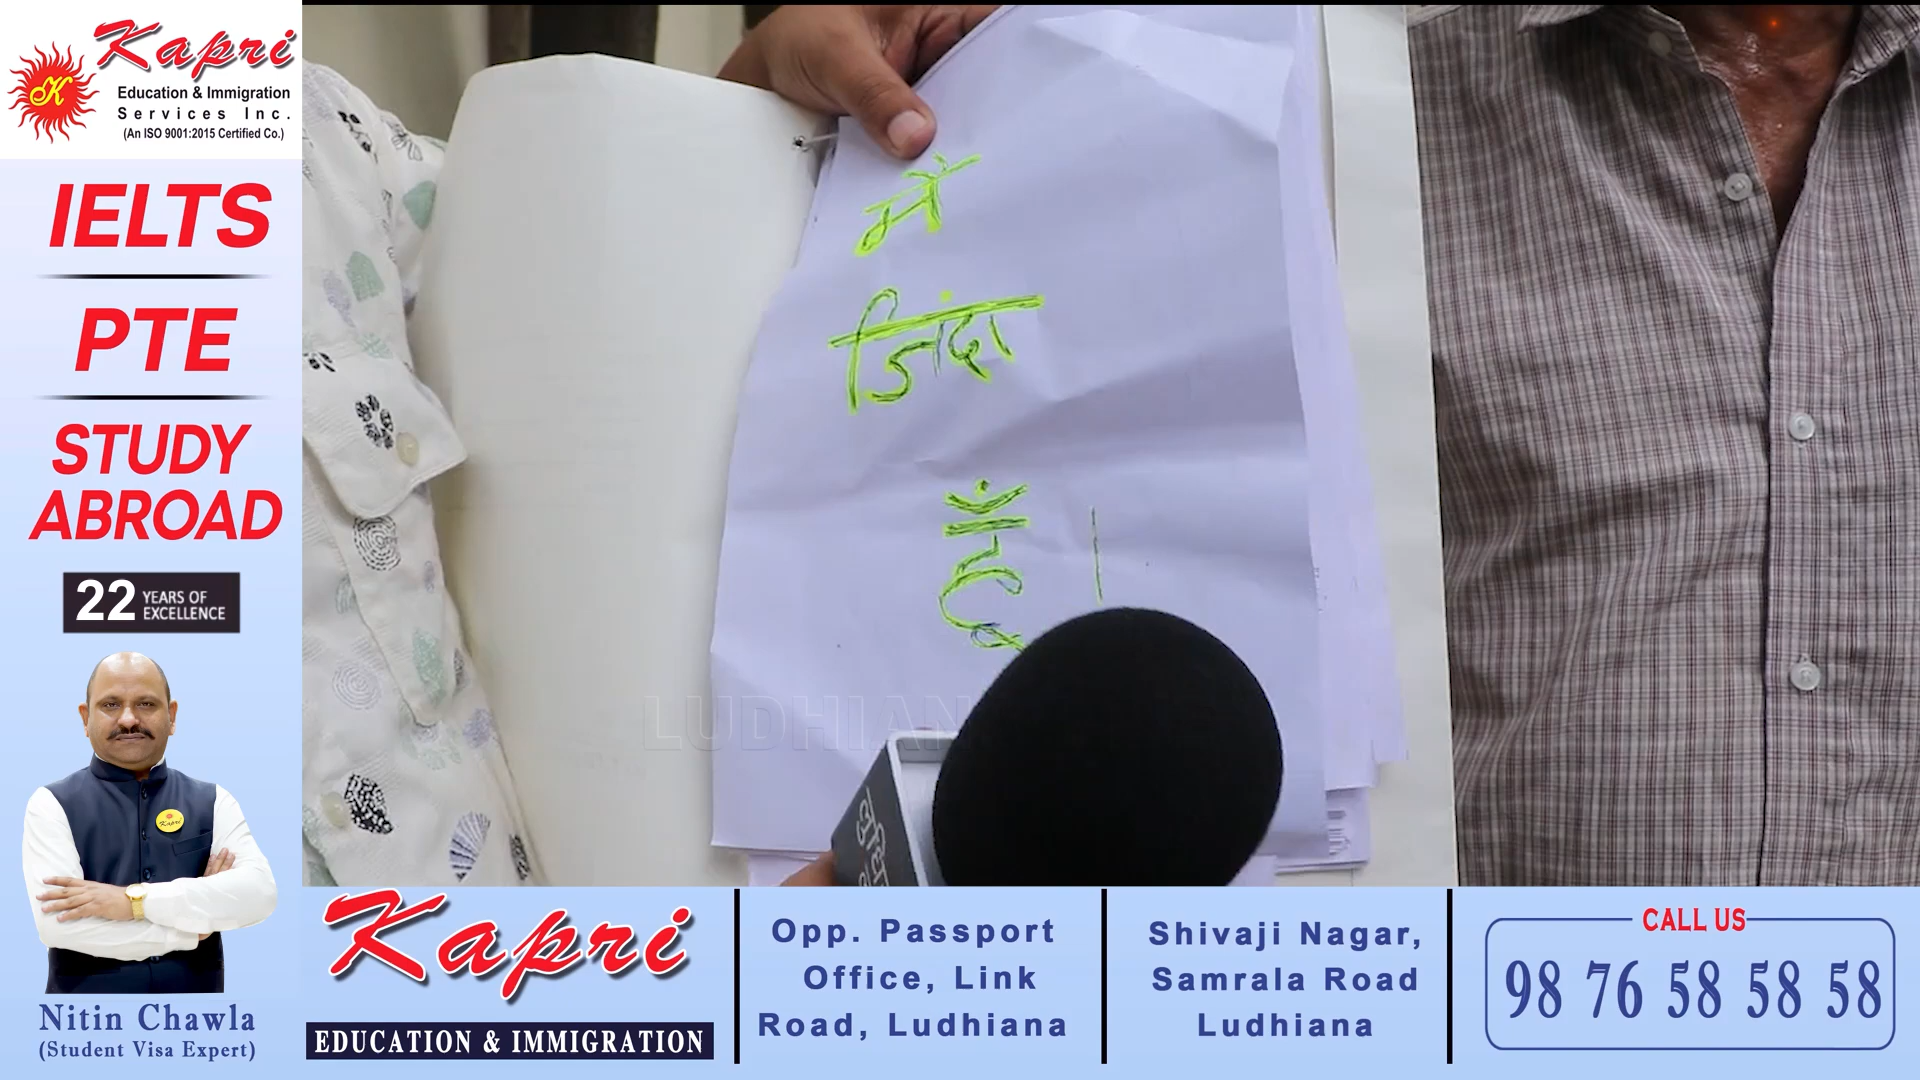 Kapri
K
Education & Immigration
Services Inc.
(An ISO 9001:2015 Certified Co.)
IELTS
PTE
STUDY
ABROAD
22 YEARS OF
EXCELLENCE
Kapri
Nitin Chawla
(Student Visa Expert)
मैं
जिंदा
हूँ ।
LUDHIAN
Kapri
EDUCATION & IMMIGRATION
Opp. Passport
Office, Link
Road, Ludhiana
Shivaji Nagar,
Samrala Road
Ludhiana
CALL US
98 76 58 58 58